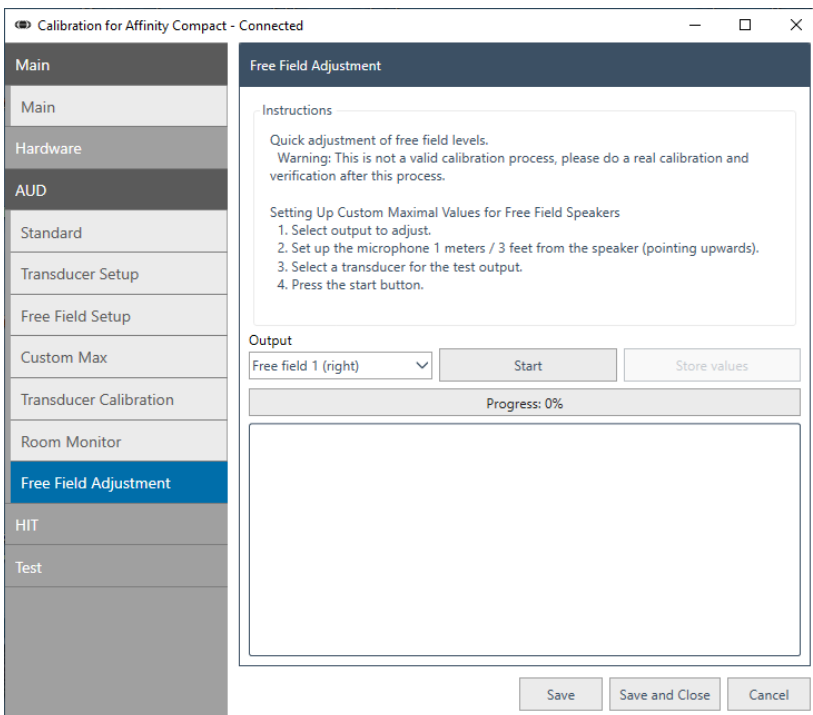 Calibration for Affinity Compact - Connected
Main
Main
Hardware
AUD
Standard
Transducer Setup
Free Field Setup
Custom Max
Transducer Calibration
Room Monitor
Free Field Adjustment
HIT
Test
Free Field Adjustment
Instructions
Quick adjustment of free field levels.
Warning: This is not a valid calibration process, please do a real calibration and
verification after this process.
Setting Up Custom Maximal Values for Free Field Speakers
1. Select output to adjust.
2. Set up the microphone 1 meters / 3 feet from the speaker (pointing upwards).
3. Select a transducer for the test output.
4. Press the start button.
Output
Free field 1 (right)
Start
Store values
Progress: 0%
Save
Save and Close
Cancel